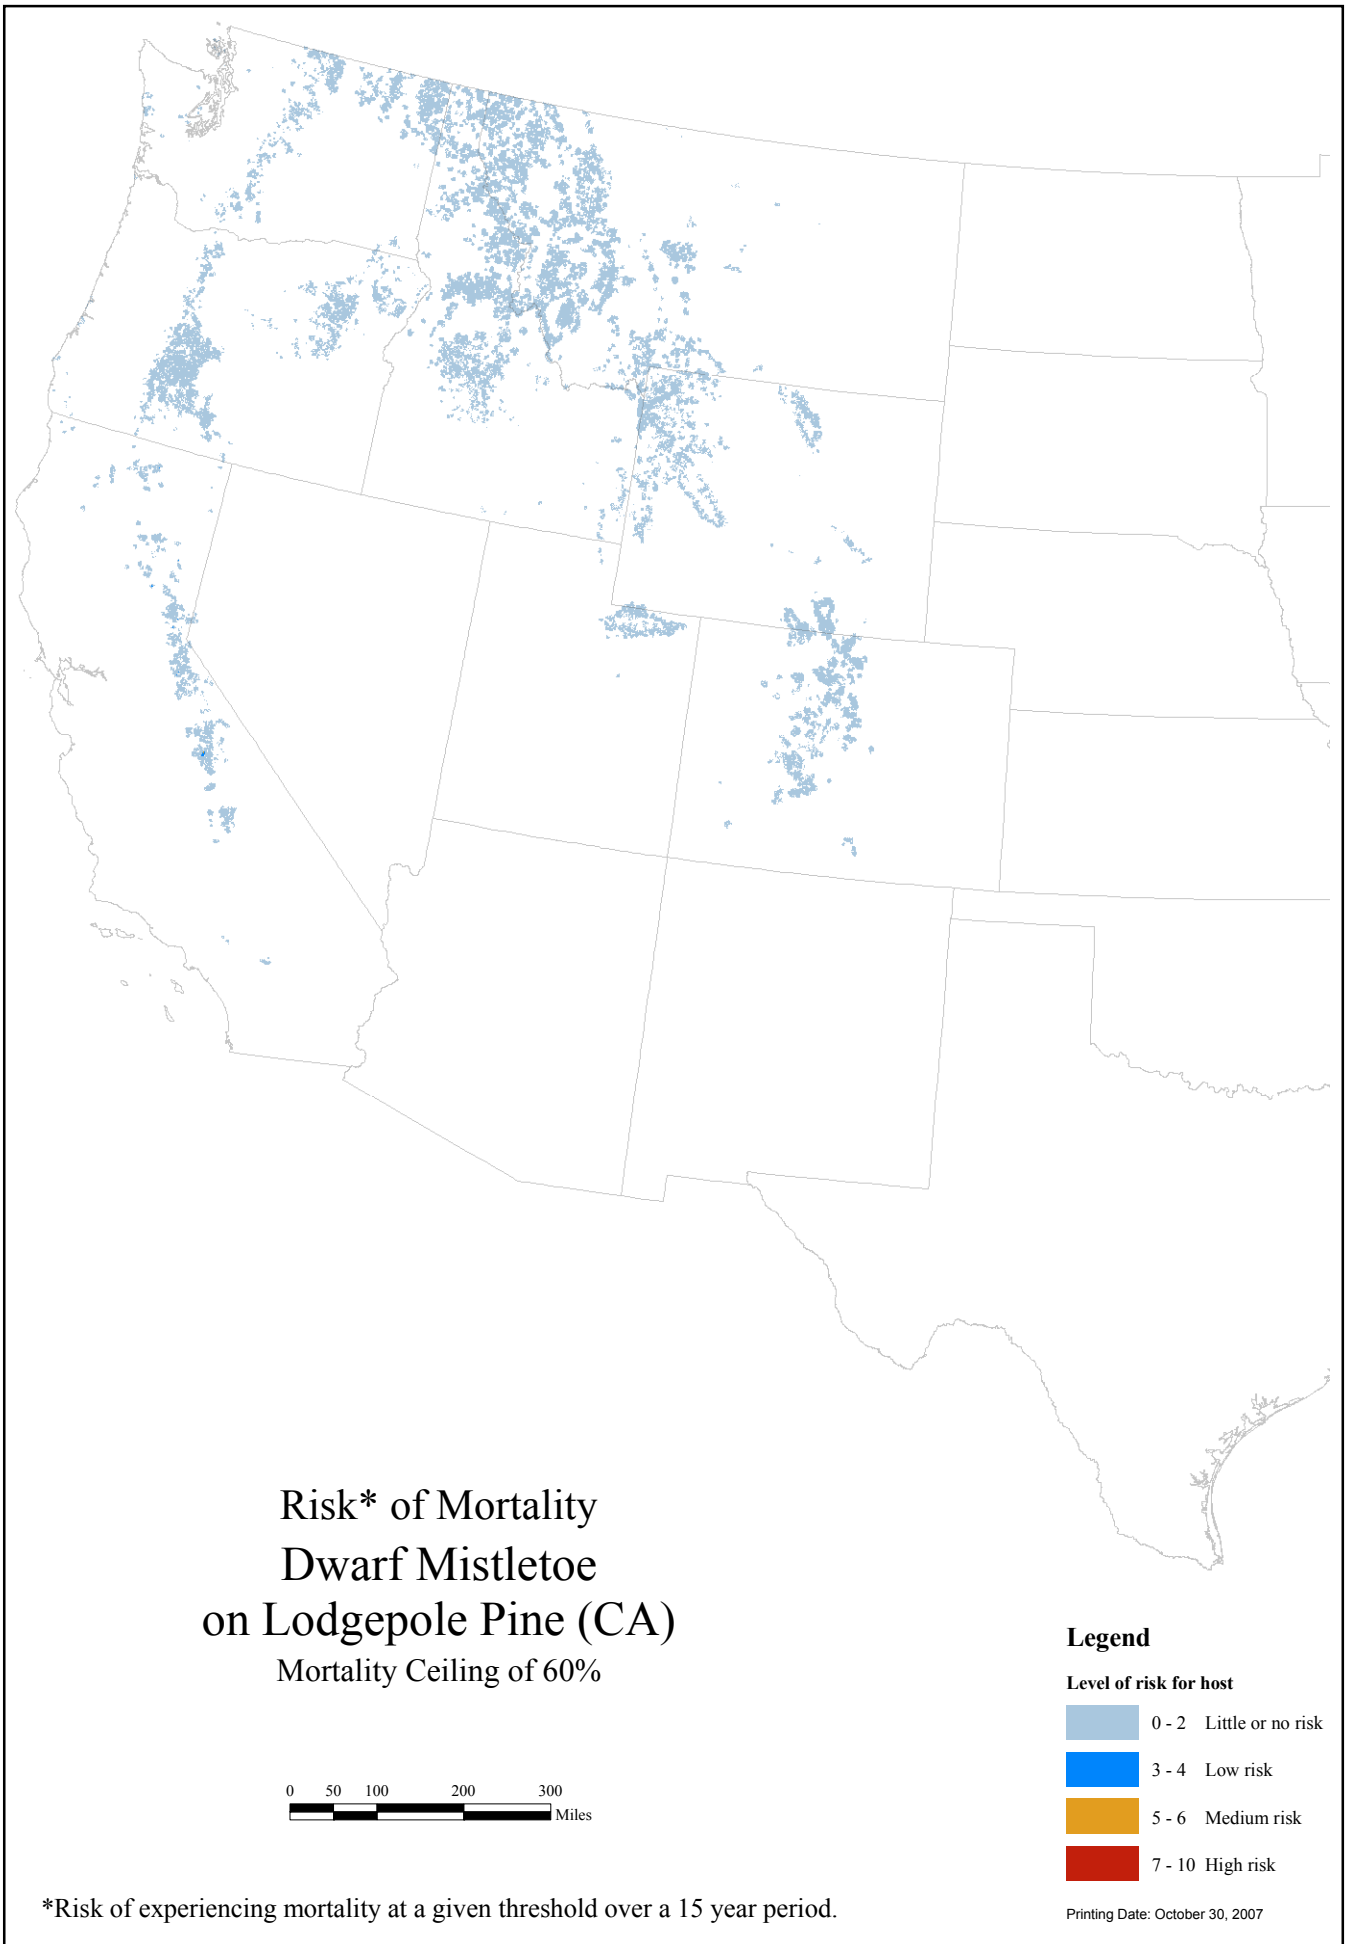 Risk* of Mortality
Dwarf Mistletoe
on Lodgepole Pine (CA)
Mortality Ceiling of 60%
0 50 100 200 300
Miles
*Risk of experiencing mortality at a given threshold over a 15 year period.
Legend
Level of risk for host
0 - 2 Little or no risk
3 - 4 Low risk
5 - 6 Medium risk
7 - 10 High risk
Printing Date: October 30, 2007